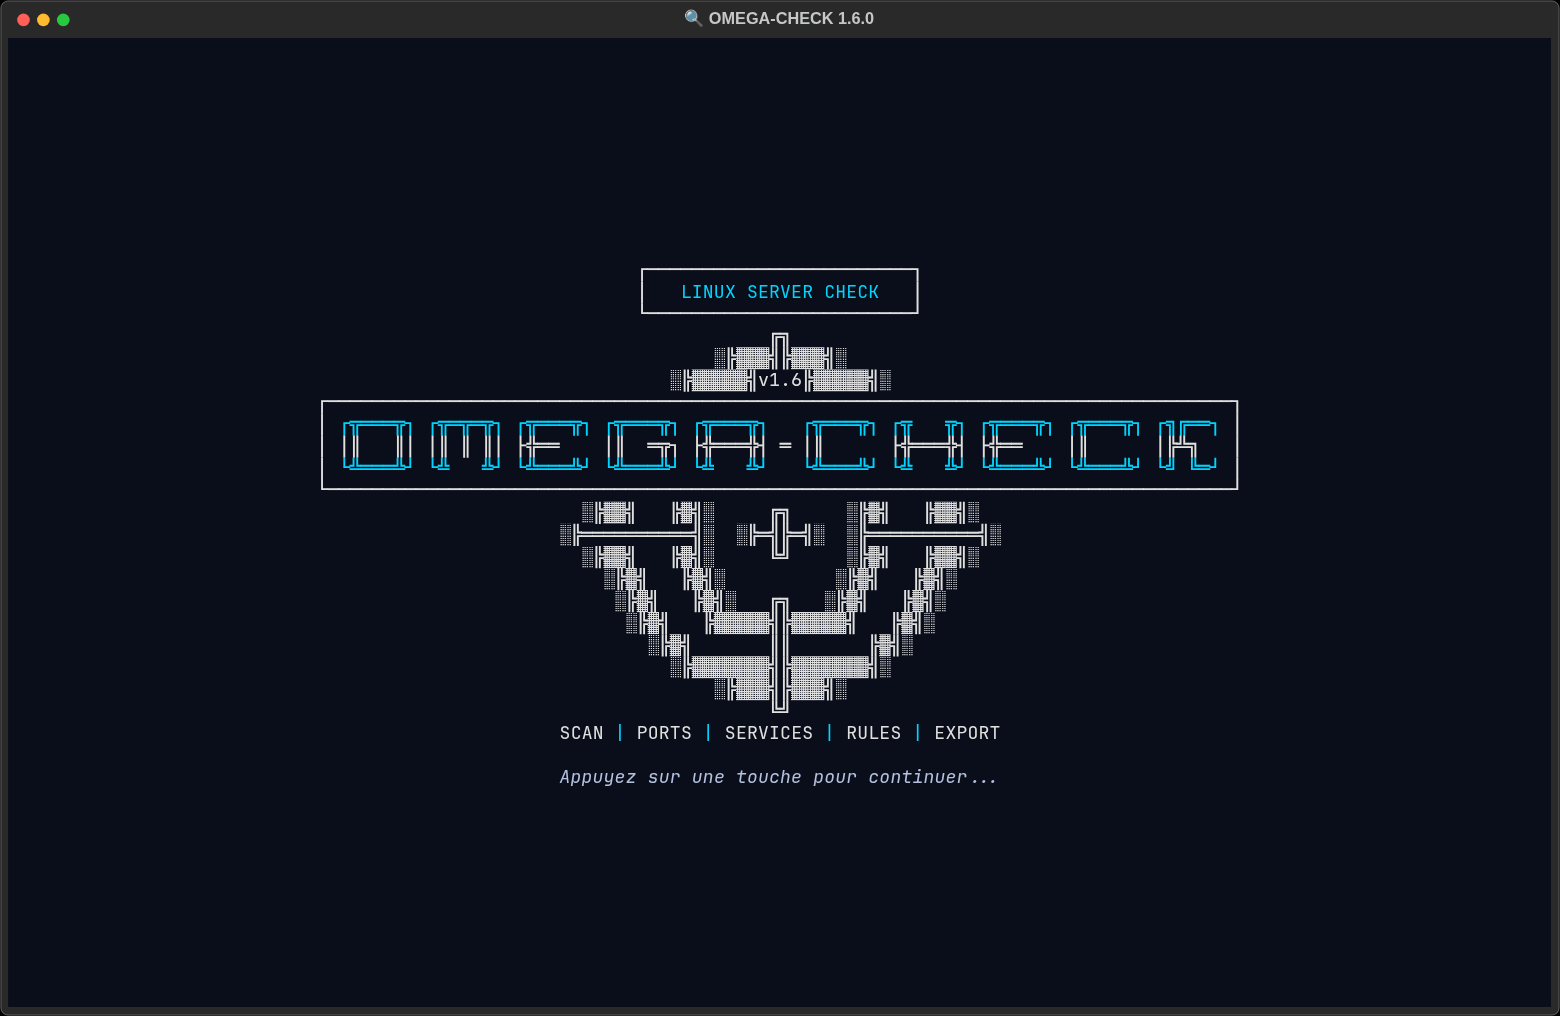 🔍 OMEGA-CHECK 1.6.0
LINUX SERVER CHECK
v1.6
OMEGA-CHECK
SCAN | PORTS | SERVICES | RULES | EXPORT
Appuyez sur une touche pour continuer...